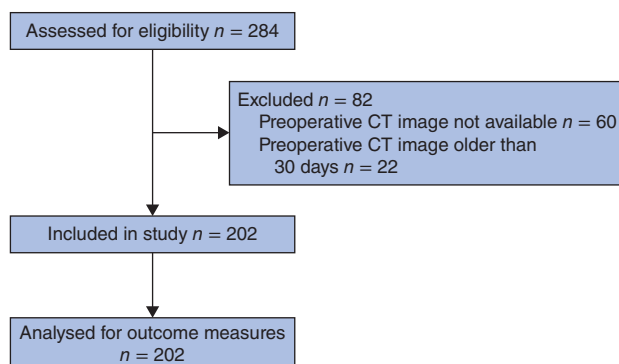 Assessed for eligibility n = 284
Excluded n = 82
Preoperative CT image not available n = 60
Preoperative CT image older than
30 days n = 22
Included in study n = 202
Analysed for outcome measures
n = 202